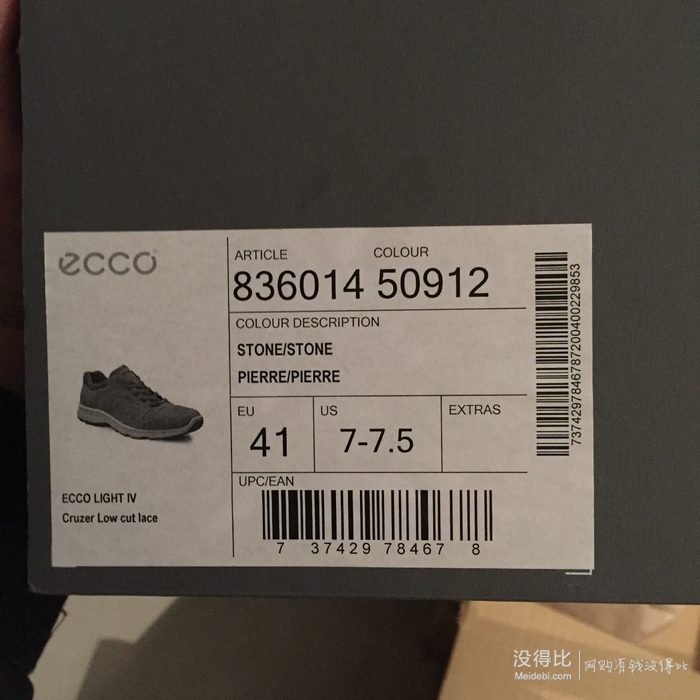 ecco
ARTICLE COLOUR
836014 50912
COLOUR DESCRIPTION
STONE/STONE
PIERRE/PIERRE
EU US EXTRAS
41 7-7.5
ECCO LIGHT IV
Cruzer Low cut lace
UPC/EAN
7 37429 78467 8
737429784678720040022 9853
没得比 网购有钱没得比
Meidebi.com